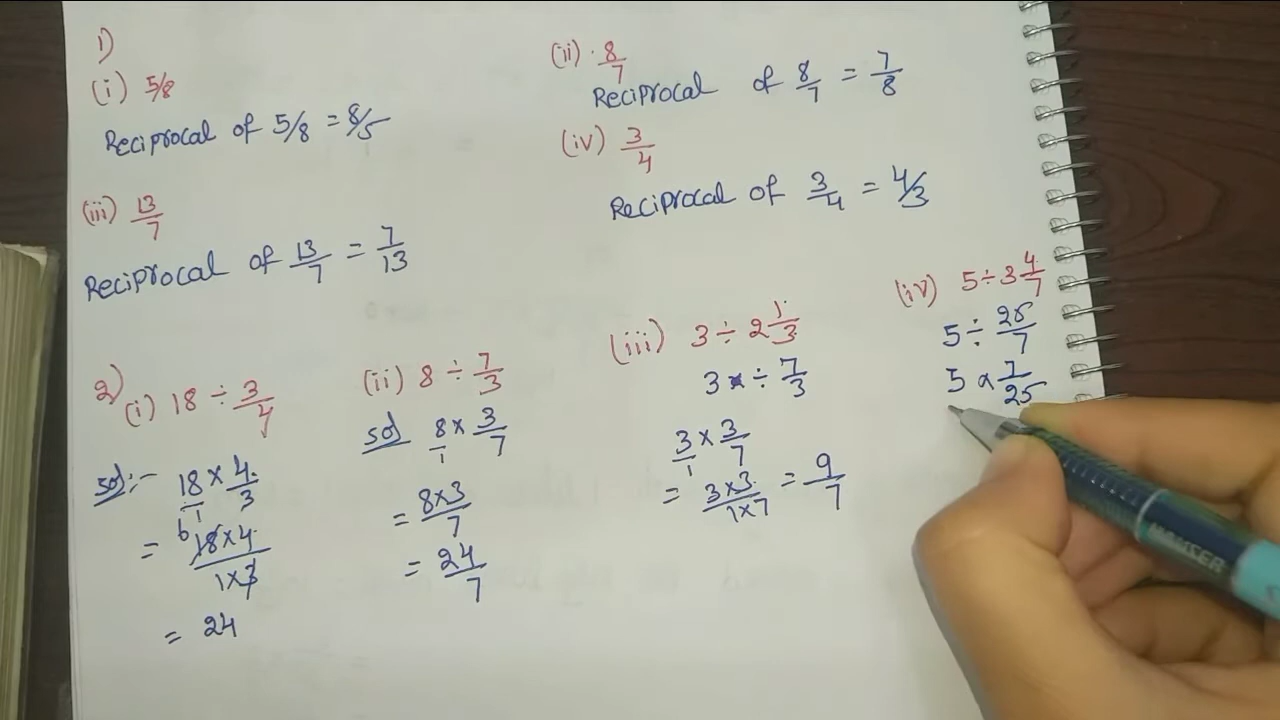 1)
(i) 5/8
Reciprocal of 5/8 = 8/5
(ii) 8/7
Reciprocal of 8/7 = 7/8
(iii) 13/7
Reciprocal of 13/7 = 7/13
(iv) 3/4
Reciprocal of 3/4 = 4/3
2)
(i) 18 ÷ 3/4
sol:- 18/1 × 4/3
= 6 18×4/1×3
= 24
(ii) 8 ÷ 7/3
sol 8/1 × 3/7
= 8×3/7
= 24/7
(iii) 3 ÷ 2 1/3
3 × ÷ 7/3
3/1 × 3/7
= 3×3/1×7 = 9/7
(iv) 5 ÷ 3 4/7
5 ÷ 25/7
5 × 7/25
HAUSER